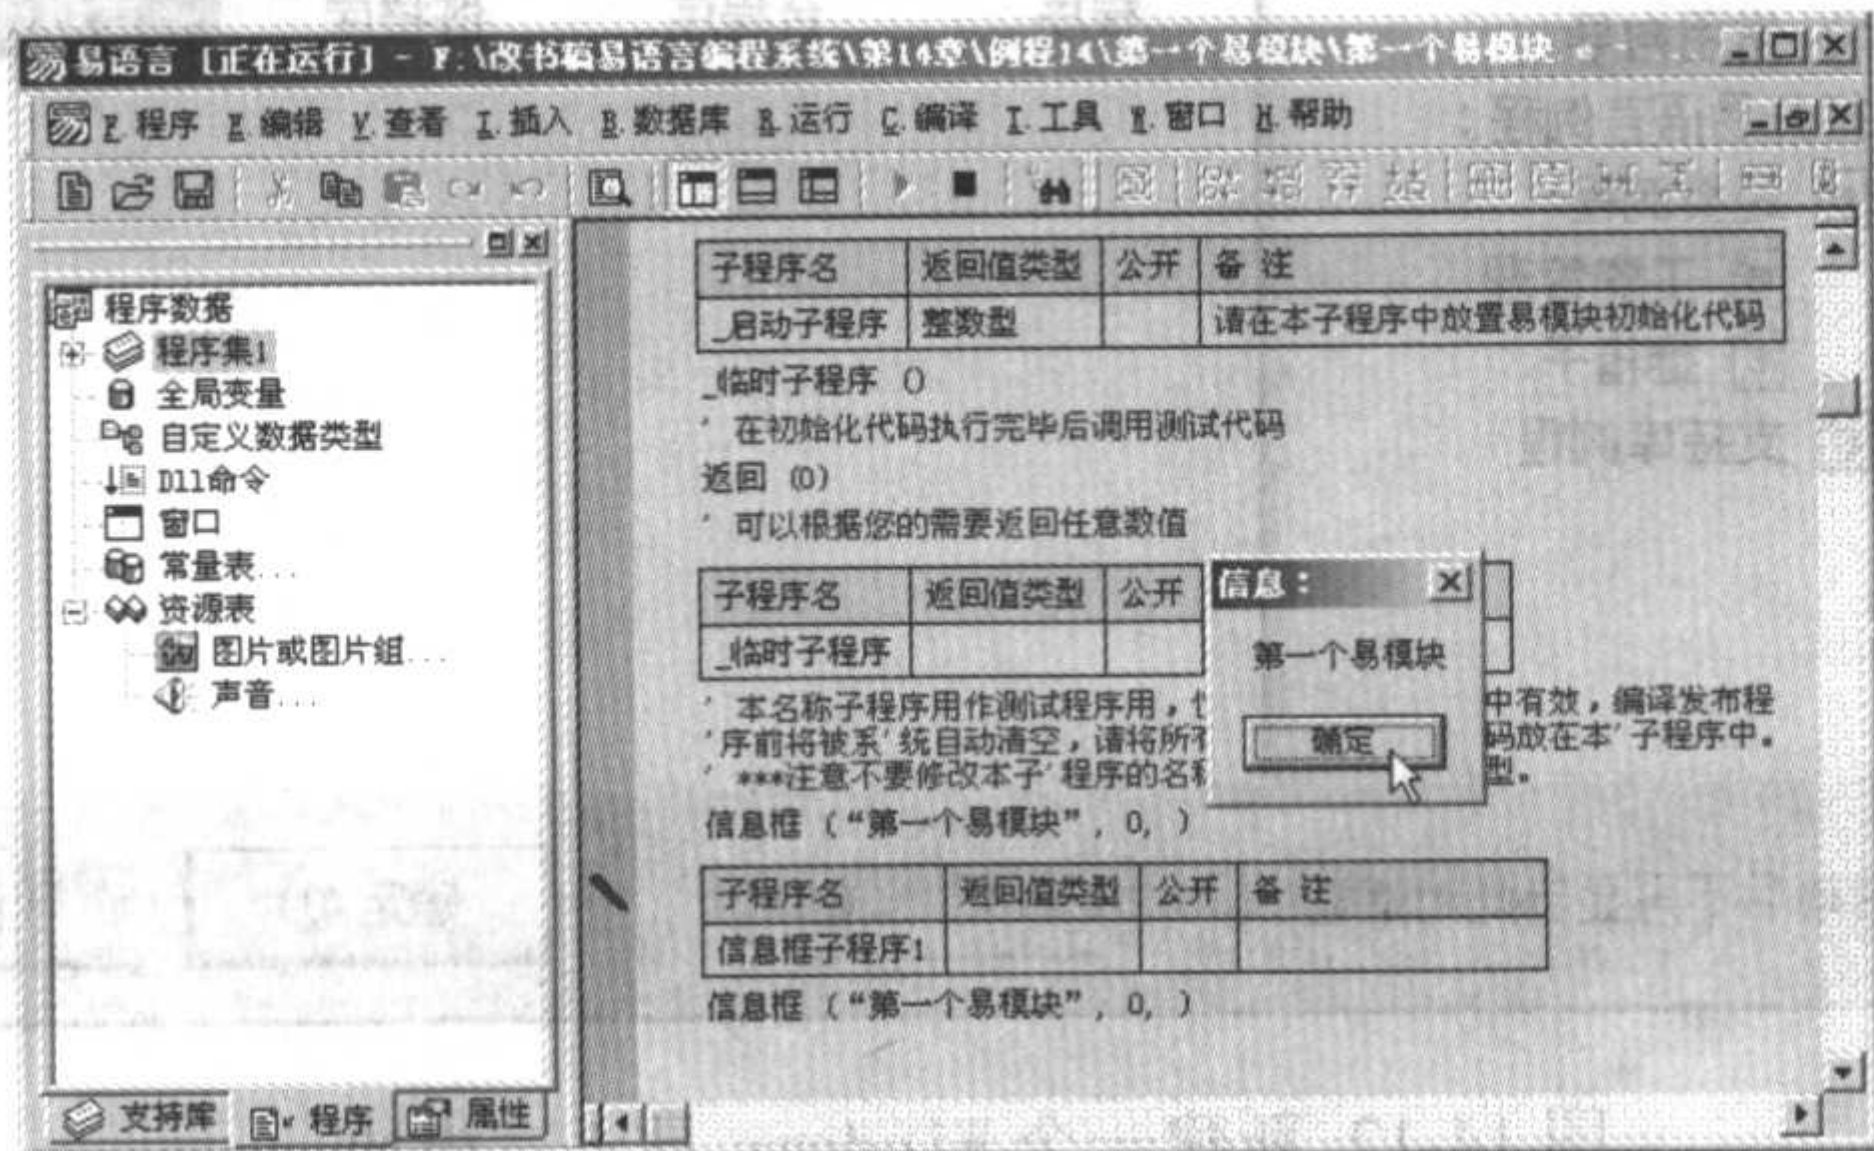 易语言 [正在运行] - F:\改书稿易语言编程系统\第14章\例程14\第一个易模块\第一个易模块
F.程序 E.编辑 V.查看 I.插入 B.数据库 R.运行 C.编译 T.工具 W.窗口 H.帮助
程序数据
程序集1
全局变量
自定义数据类型
Dll命令
窗口
常量表...
资源表
图片或图片组...
声音...
支持库 程序 属性
子程序名 返回值类型 公开 备 注
_启动子程序 整数型 请在本子程序中放置易模块初始化代码
_临时子程序 ()
' 在初始化代码执行完毕后调用测试代码
返回 (0)
' 可以根据您的需要返回任意数值
子程序名 返回值类型 公开
_临时子程序
' 本名称子程序用作测试程序用， 中有效，编译发布程
'序前将被系'统自动清空，请将所 码放在本'子程序中。
' ***注意不要修改本子'程序的名 型。
信息框 (“第一个易模块”, 0, )
信息：
第一个易模块
确定
子程序名 返回值类型 公开 备 注
信息框子程序1
信息框 (“第一个易模块”, 0, )